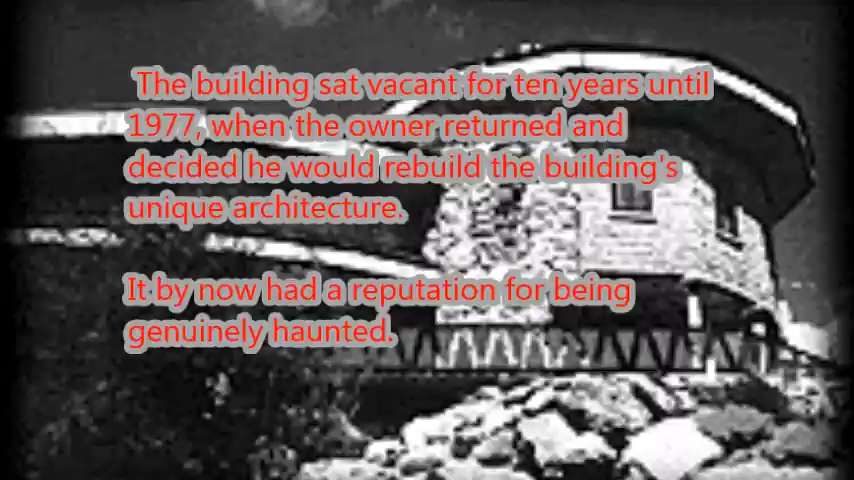 The building sat vacant for ten years until
1977, when the owner returned and
decided he would rebuild the building's
unique architecture.
It by now had a reputation for being
genuinely haunted.